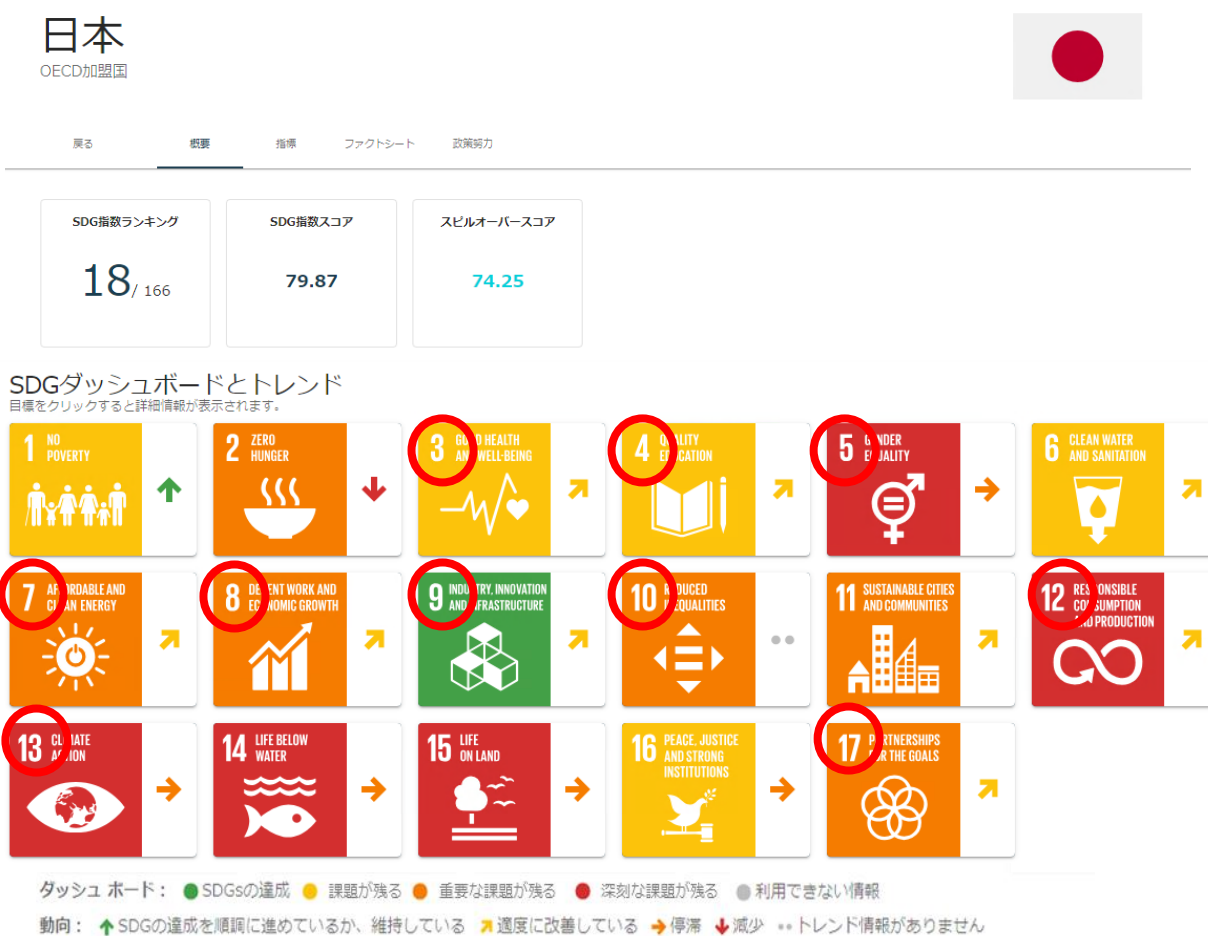 日本
OECD加盟国
戻る 概要 指標 ファクトシート 政策努力
SDG指数ランキング SDG指数スコア スピルオーバースコア
18/ 166 79.87 74.25
SDGダッシュボードとトレンド
目標をクリックすると詳細情報が表示されます。
1 NO
POVERTY
2 ZERO
HUNGER
3 GOOD HEALTH
AND WELL-BEING
4 QUALITY
EDUCATION
5 GENDER
EQUALITY
6 CLEAN WATER
AND SANITATION
7 AFFORDABLE AND
CLEAN ENERGY
8 DECENT WORK AND
ECONOMIC GROWTH
9 INDUSTRY, INNOVATION
AND INFRASTRUCTURE
10 REDUCED
INEQUALITIES
11 SUSTAINABLE CITIES
AND COMMUNITIES
12 RESPONSIBLE
CONSUMPTION
AND PRODUCTION
13 CLIMATE
ACTION
14 LIFE BELOW
WATER
15 LIFE
ON LAND
16 PEACE, JUSTICE
AND STRONG
INSTITUTIONS
17 PARTNERSHIPS
FOR THE GOALS
ダッシュ ボード： SDGsの達成 課題が残る 重要な課題が残る 深刻な課題が残る 利用できない情報
動向： SDGの達成を順調に進めているか、維持している 適度に改善している 停滞 減少 トレンド情報がありません